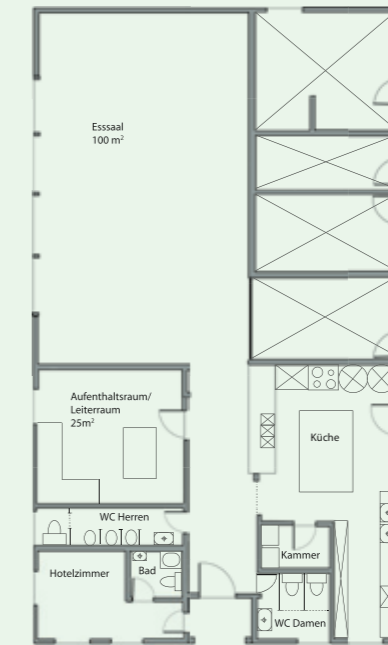 Esssaal
100 m²
Aufenthaltsraum/
Leiterraum
25m²
Küche
WC Herren
Kammer
Hotelzimmer
Bad
WC Damen